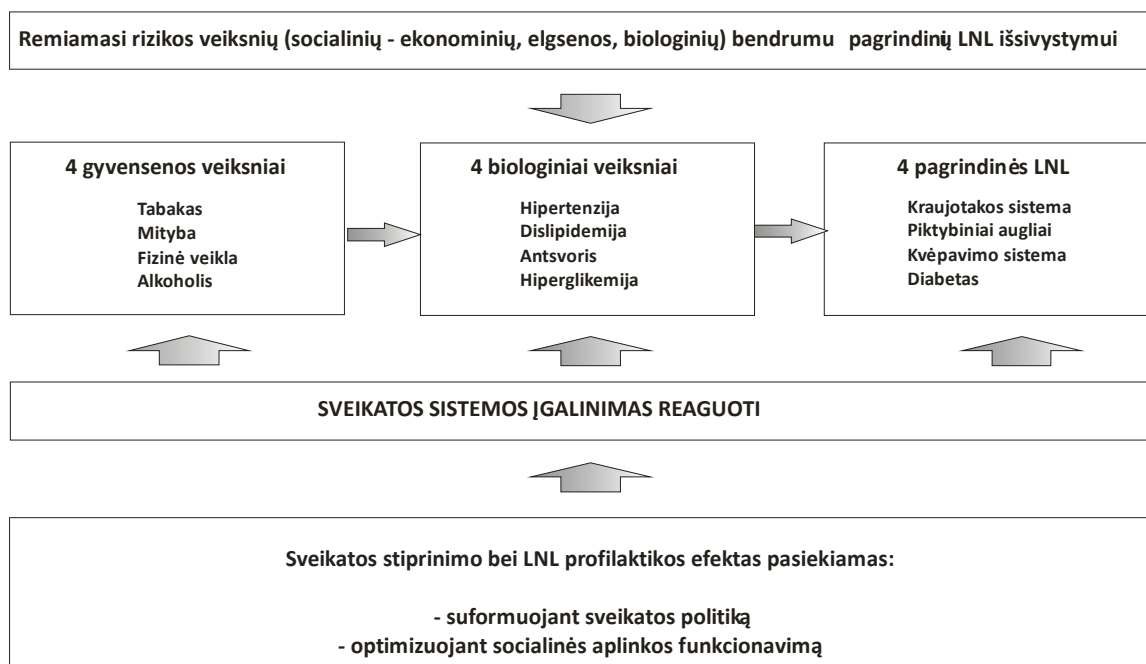 Remiamasi rizikos veiksnių (socialinių - ekonominių, elgsenos, biologinių) bendrumu pagrindinių LNL išsivystymui
4 gyvensenos veiksniai
Tabakas
Mityba
Fizinė veikla
Alkoholis
4 biologiniai veiksniai
Hipertenzija
Dislipidemija
Antsvoris
Hiperglikemija
4 pagrindinės LNL
Kraujotakos sistema
Piktybiniai augliai
Kvėpavimo sistema
Diabetas
SVEIKATOS SISTEMOS ĮGALINIMAS REAGUOTI
Sveikatos stiprinimo bei LNL profilaktikos efektas pasiekiamas:
- suformuojant sveikatos politiką
- optimizuojant socialinės aplinkos funkcionavimą